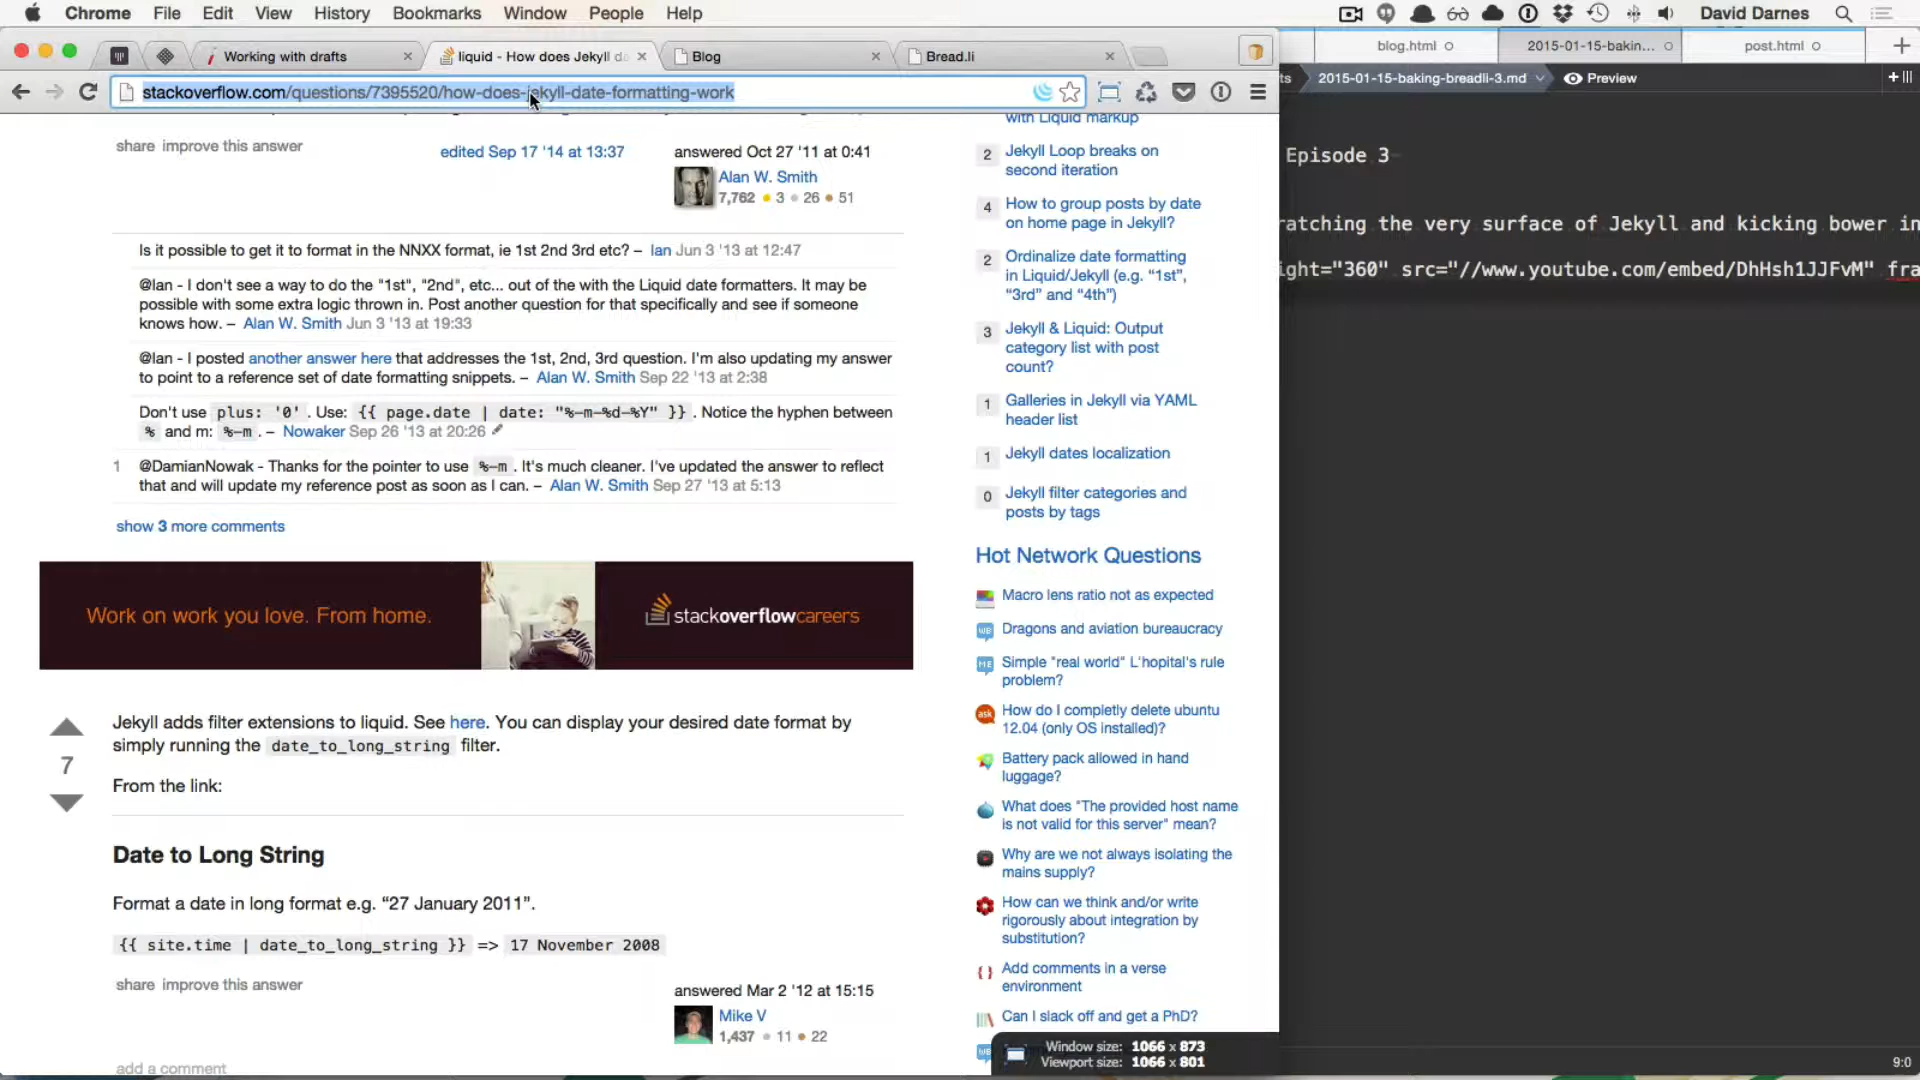 Chrome File Edit View History Bookmarks Window People Help David Darnes
Working with drafts
liquid - How does Jekyll da
Blog
Bread.li
blog.html
2015-01-15-bakin...
post.html
stackoverflow.com/questions/7395520/how-does-jekyll-date-formatting-work
ts 2015-01-15-baking-breadli-3.md Preview
share improve this answer
edited Sep 17 '14 at 13:37
answered Oct 27 '11 at 0:41
Alan W. Smith
7,762 3 26 51
Is it possible to get it to format in the NNXX format, ie 1st 2nd 3rd etc? – Ian Jun 3 '13 at 12:47
@Ian - I don't see a way to do the "1st", "2nd", etc... out of the with the Liquid date formatters. It may be
possible with some extra logic thrown in. Post another question for that specifically and see if someone
knows how. – Alan W. Smith Jun 3 '13 at 19:33
@Ian - I posted another answer here that addresses the 1st, 2nd, 3rd question. I'm also updating my answer
to point to a reference set of date formatting snippets. – Alan W. Smith Sep 22 '13 at 2:38
Don't use plus: '0' . Use: {{ page.date | date: "%-m-%d-%Y" }} . Notice the hyphen between
% and m: %-m . – Nowaker Sep 26 '13 at 20:26
1 @DamianNowak - Thanks for the pointer to use %-m . It's much cleaner. I've updated the answer to reflect
that and will update my reference post as soon as I can. – Alan W. Smith Sep 27 '13 at 5:13
show 3 more comments
Work on work you love. From home.
stackoverflowcareers
7
Jekyll adds filter extensions to liquid. See here. You can display your desired date format by
simply running the date_to_long_string filter.
From the link:
Date to Long String
Format a date in long format e.g. “27 January 2011”.
{{ site.time | date_to_long_string }} => 17 November 2008
share improve this answer
answered Mar 2 '12 at 15:15
Mike V
1,437 11 22
add a comment
with Liquid markup
2 Jekyll Loop breaks on
second iteration
4 How to group posts by date
on home page in Jekyll?
2 Ordinalize date formatting
in Liquid/Jekyll (e.g. “1st”,
“3rd” and “4th”)
3 Jekyll & Liquid: Output
category list with post
count?
1 Galleries in Jekyll via YAML
header list
1 Jekyll dates localization
0 Jekyll filter categories and
posts by tags
Hot Network Questions
Macro lens ratio not as expected
Dragons and aviation bureaucracy
Simple "real world" L'hopital's rule
problem?
How do I completly delete ubuntu
12.04 (only OS installed)?
Battery pack allowed in hand
luggage?
What does "The provided host name
is not valid for this server" mean?
Why are we not always isolating the
mains supply?
How can we think and/or write
rigorously about integration by
substitution?
Add comments in a verse
environment
Can I slack off and get a PhD?
Window size: 1066 x 873
Viewport size: 1066 x 801
Episode 3
ratching the very surface of Jekyll and kicking bower in
ight="360" src="//www.youtube.com/embed/DhHsh1JJFvM" fra
9:0